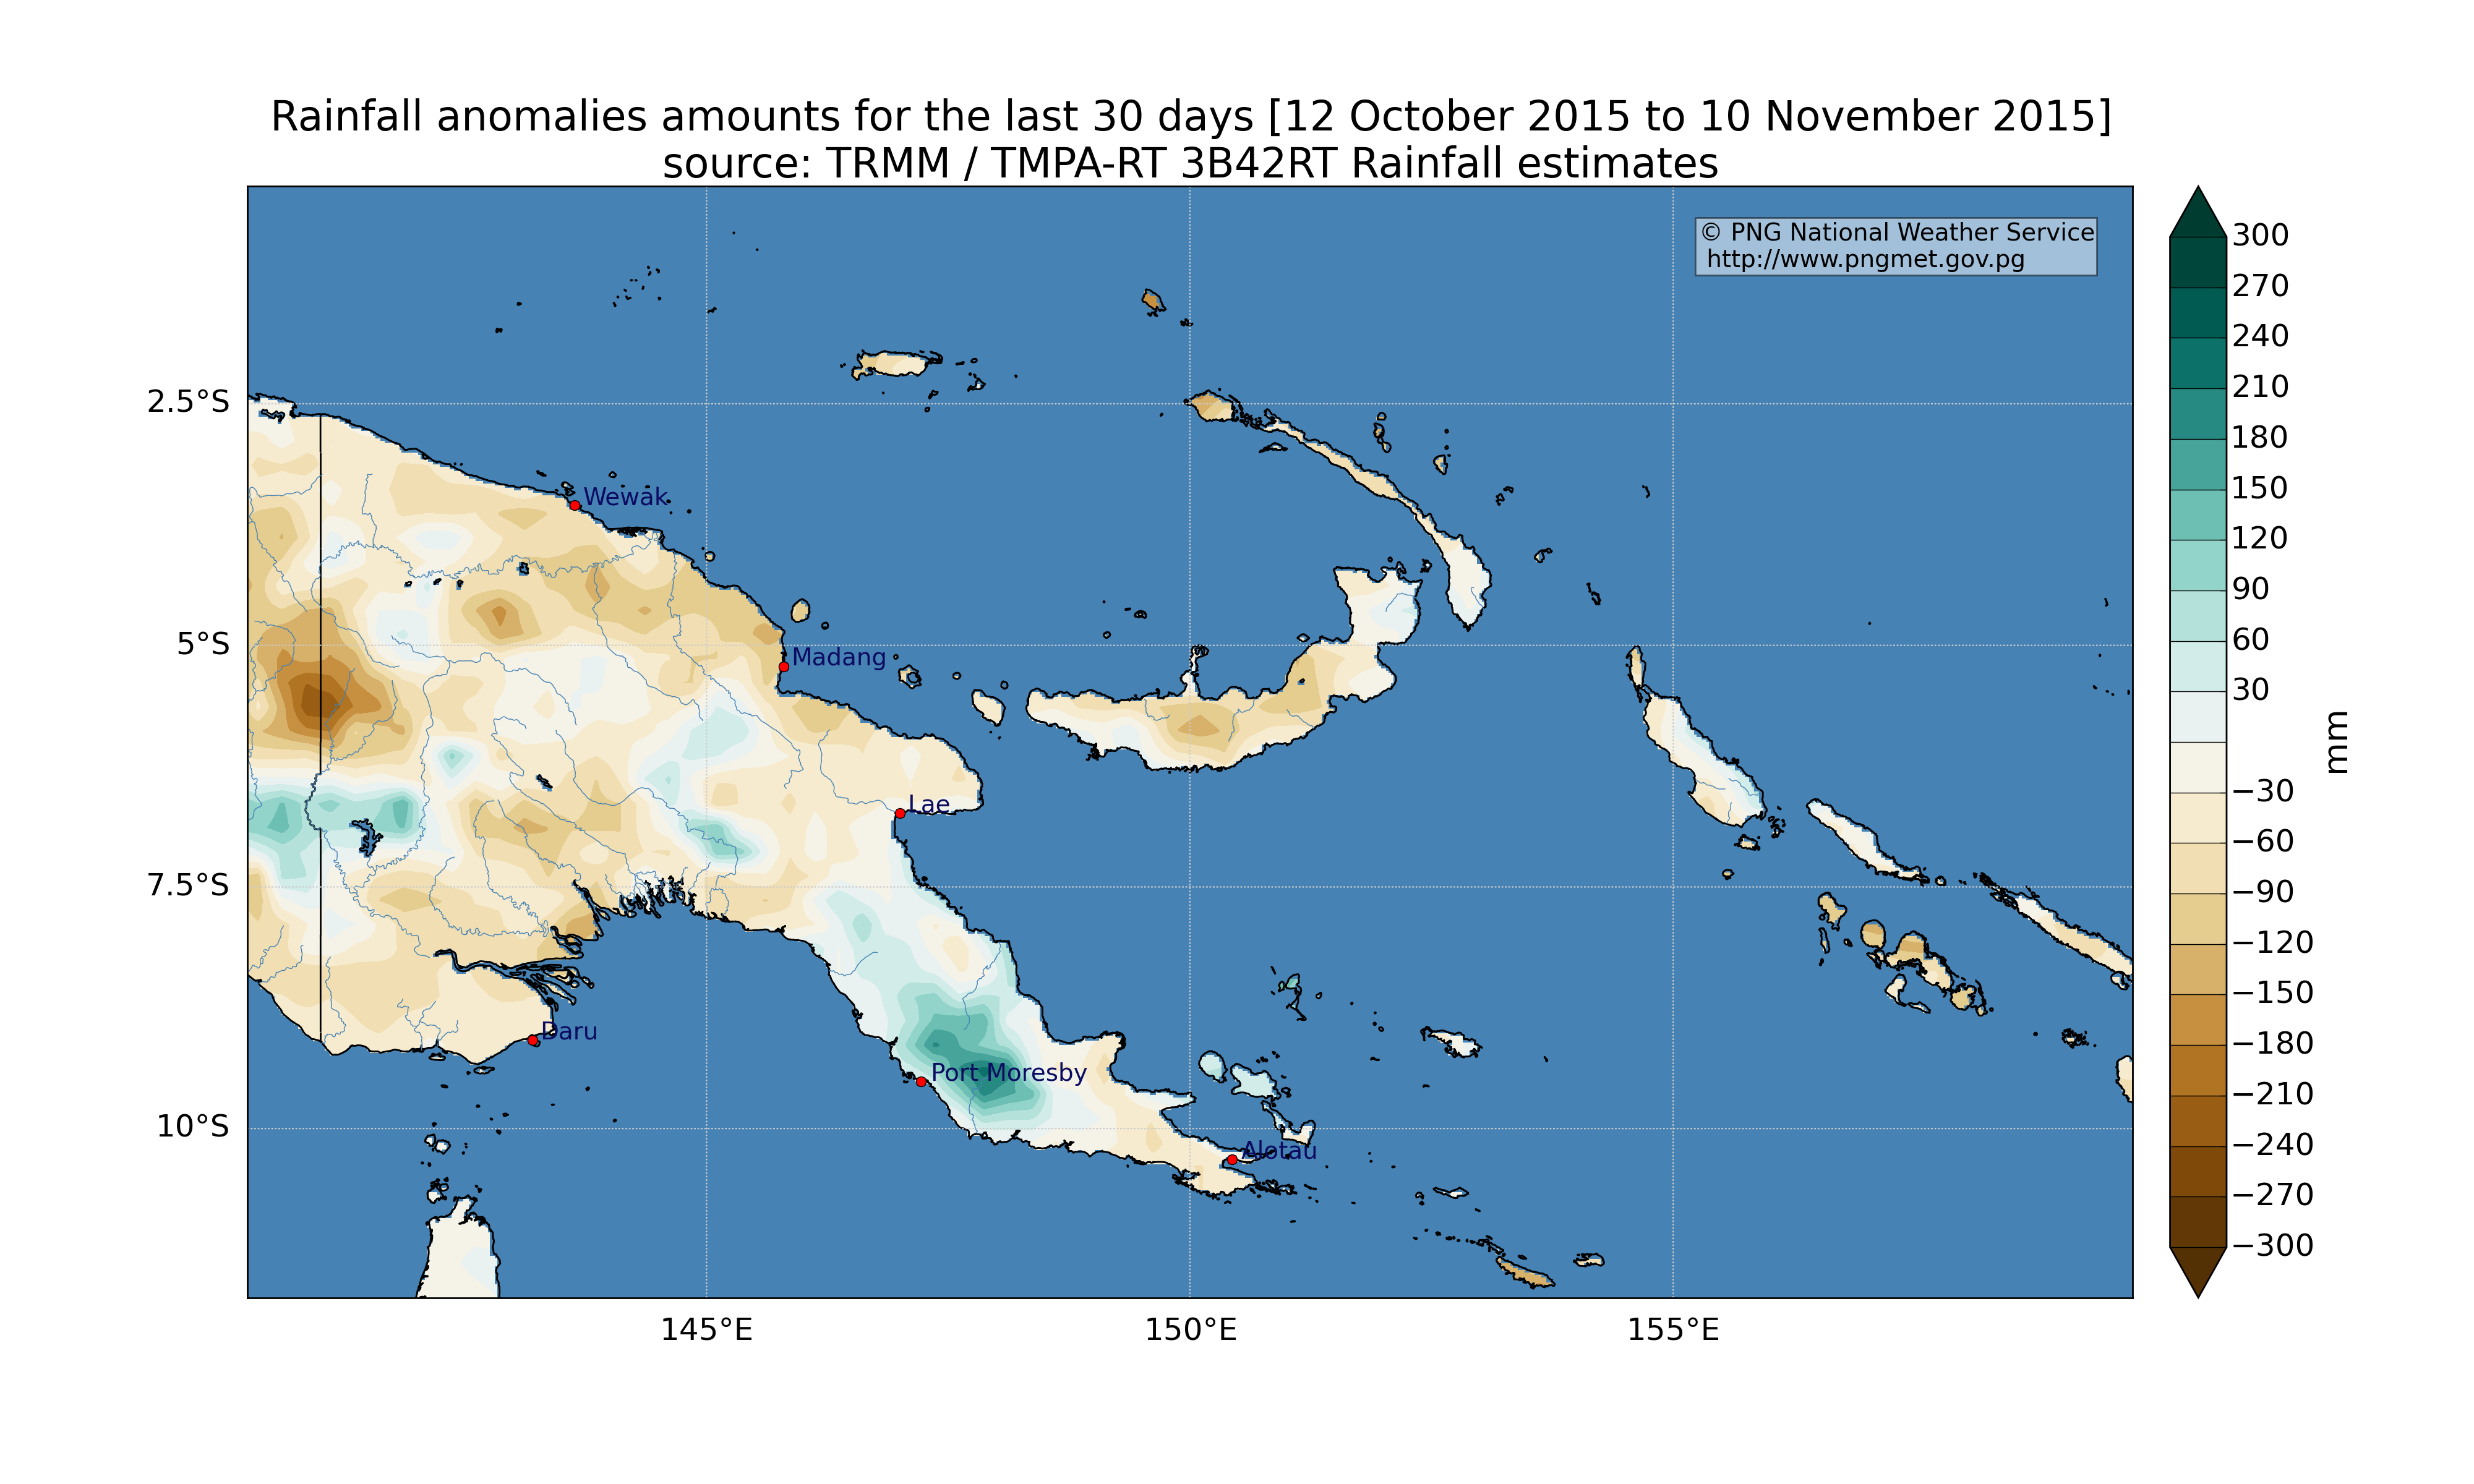 Rainfall anomalies amounts for the last 30 days [12 October 2015 to 10 November 2015]
source: TRMM / TMPA-RT 3B42RT Rainfall estimates
© PNG National Weather Service
http://www.pngmet.gov.pg
2.5°S
5°S
7.5°S
10°S
145°E
150°E
155°E
Wewak
Madang
Lae
Daru
Port Moresby
Alotau
300
270
240
210
180
150
120
90
60
30
−30
−60
−90
−120
−150
−180
−210
−240
−270
−300
mm